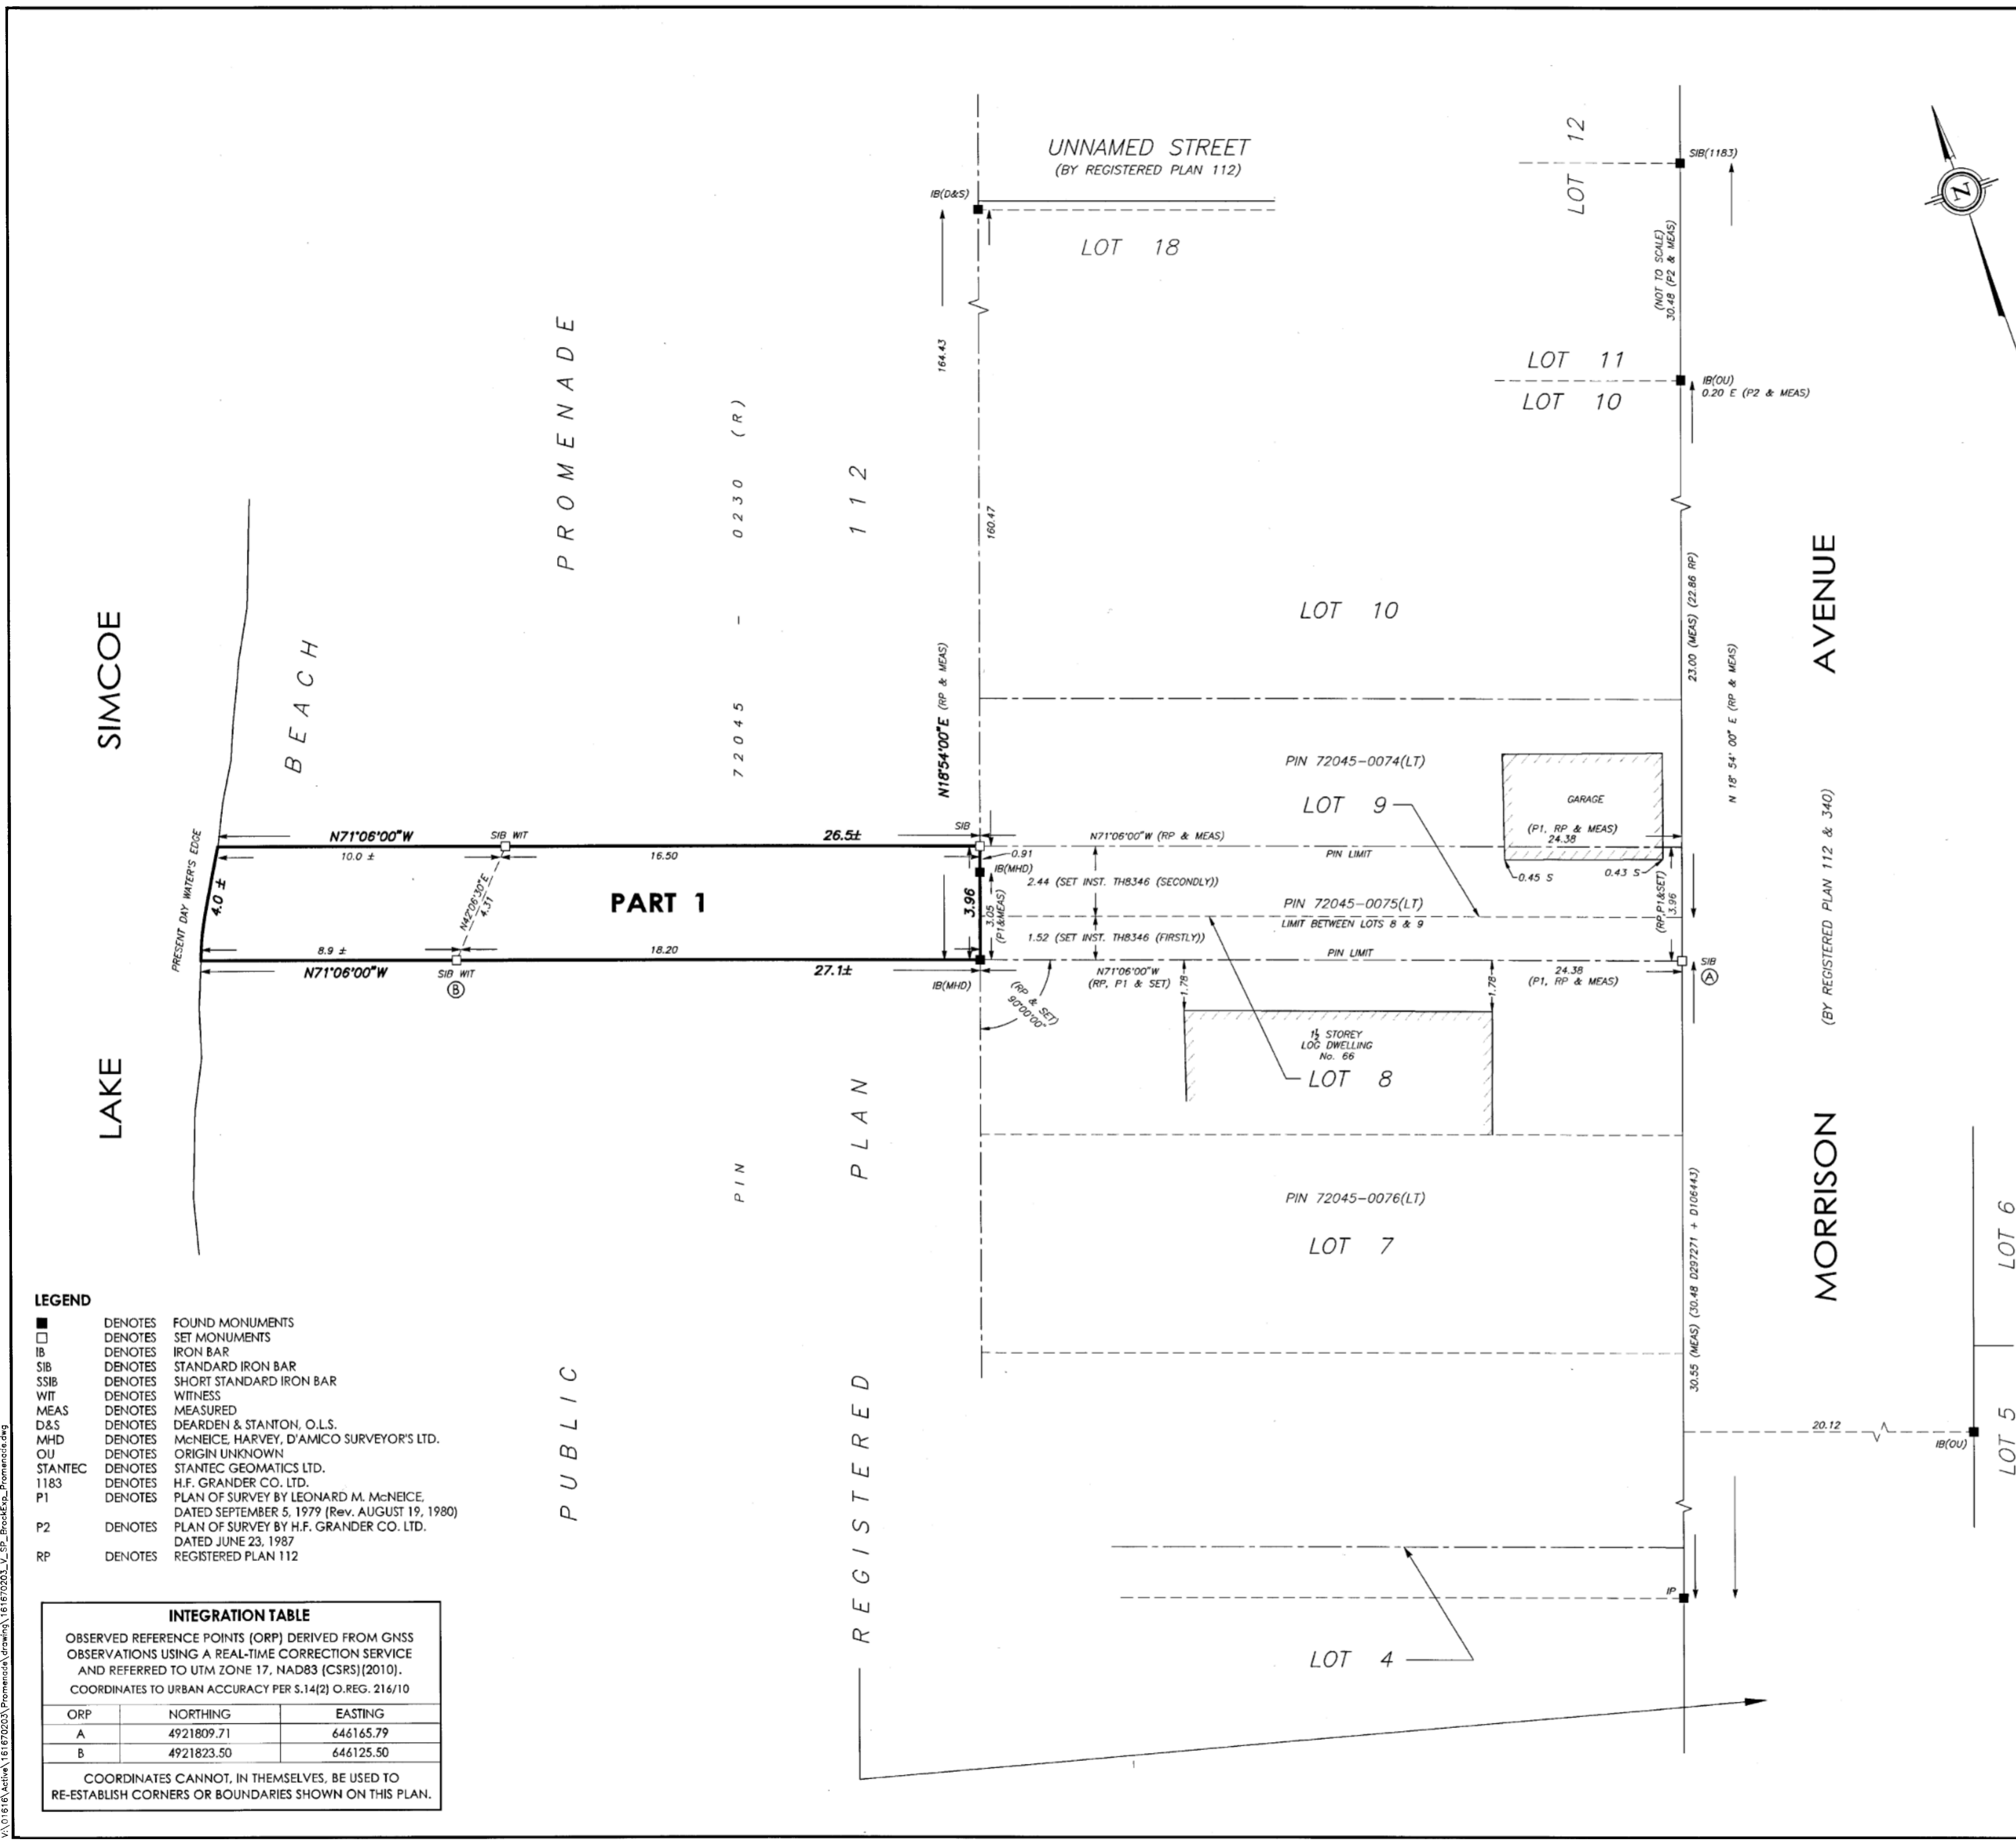 UNNAMED STREET
(BY REGISTERED PLAN 112)
IB(D&S)
LOT 18
LOT 12
SIB(1183)
(NOT TO SCALE)
30.48 (P2 & MEAS)
LOT 11
LOT 10
IB(OU)
0.20 E (P2 & MEAS)
Z
164.43
160.47
PUBLIC BEACH PROMENADE
PIN 72045 - 0230 (R)
REGISTERED PLAN 112
LAKE SIMCOE
N18°54'00"E (RP & MEAS)
LOT 10
23.00 (MEAS) (22.86 RP)
N 18° 54' 00" E (RP & MEAS)
MORRISON AVENUE
(BY REGISTERED PLAN 112 & 340)
PIN 72045-0074(LT)
LOT 9
GARAGE
(P1, RP & MEAS)
24.38
0.45 S
0.43 S
PRESENT DAY WATER'S EDGE
N71°06'00"W
SIB WIT
26.5±
SIB
N71°06'00"W (RP & MEAS)
10.0 ±
16.50
0.91
PIN LIMIT
IB(MHD)
2.44 (SET INST. TH8346 (SECONDLY))
4.0 ±
N42°06'30"E
4.31
PART 1
3.96
3.05
(P1&MEAS)
PIN 72045-0075(LT)
LIMIT BETWEEN LOTS 8 & 9
(RP,P1&SET)
3.96
1.52 (SET INST. TH8346 (FIRSTLY))
8.9 ±
18.20
PIN LIMIT
N71°06'00"W
SIB WIT
B
27.1±
IB(MHD)
(RP & SET)
90°00'00"
N71°06'00"W
(RP, P1 & SET)
1.78
1.78
24.38
(P1, RP & MEAS)
SIB
A
1½ STOREY
LOG DWELLING
No. 66
LOT 8
PIN 72045-0076(LT)
LOT 7
30.55 (MEAS) (30.48 D297271 + D106443)
LOT 6
LOT 5
20.12
IB(OU)
IP
LOT 4
LEGEND
DENOTES FOUND MONUMENTS
DENOTES SET MONUMENTS
IB DENOTES IRON BAR
SIB DENOTES STANDARD IRON BAR
SSIB DENOTES SHORT STANDARD IRON BAR
WIT DENOTES WITNESS
MEAS DENOTES MEASURED
D&S DENOTES DEARDEN & STANTON, O.L.S.
MHD DENOTES McNEICE, HARVEY, D'AMICO SURVEYOR'S LTD.
OU DENOTES ORIGIN UNKNOWN
STANTEC DENOTES STANTEC GEOMATICS LTD.
1183 DENOTES H.F. GRANDER CO. LTD.
P1 DENOTES PLAN OF SURVEY BY LEONARD M. McNEICE,
DATED SEPTEMBER 5, 1979 (Rev. AUGUST 19, 1980)
P2 DENOTES PLAN OF SURVEY BY H.F. GRANDER CO. LTD.
DATED JUNE 23, 1987
RP DENOTES REGISTERED PLAN 112
INTEGRATION TABLE
OBSERVED REFERENCE POINTS (ORP) DERIVED FROM GNSS
OBSERVATIONS USING A REAL-TIME CORRECTION SERVICE
AND REFERRED TO UTM ZONE 17, NAD83 (CSRS)(2010).
COORDINATES TO URBAN ACCURACY PER S.14(2) O.REG. 216/10
ORP NORTHING EASTING
A 4921809.71 646165.79
B 4921823.50 646125.50
COORDINATES CANNOT, IN THEMSELVES, BE USED TO
RE-ESTABLISH CORNERS OR BOUNDARIES SHOWN ON THIS PLAN.
V:\01616\Active\161670203\Promenade\drawing\161670203_V_SP_BrockExp_Promenade.dwg